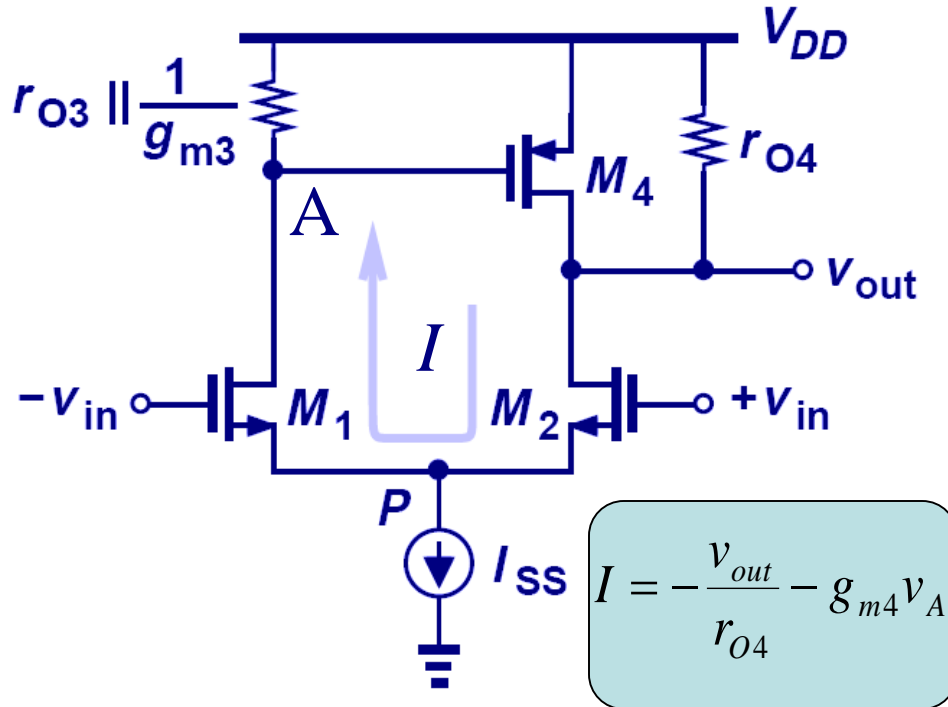 V_DD
r_O3 || 1/g_m3
r_O4
M_4
A
v_out
I
−v_in
M_1
M_2
+v_in
P
I_SS
I = −v_out/r_O4 − g_m4 v_A